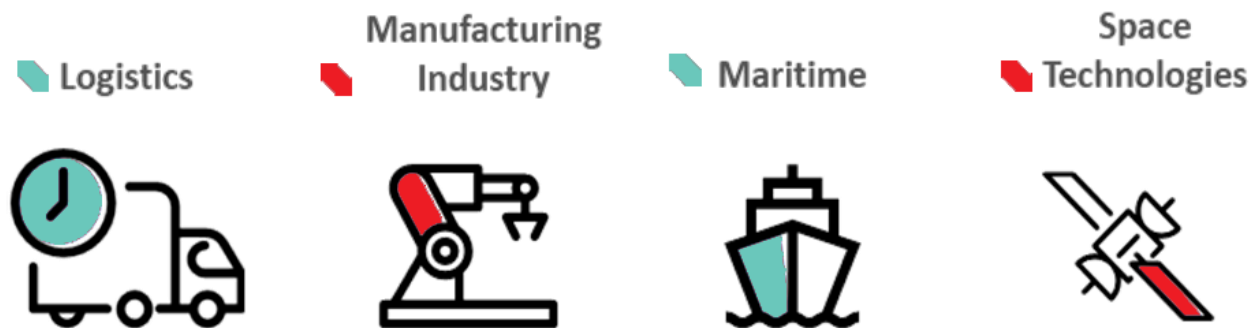 Logistics
Manufacturing
Industry
Maritime
Space
Technologies